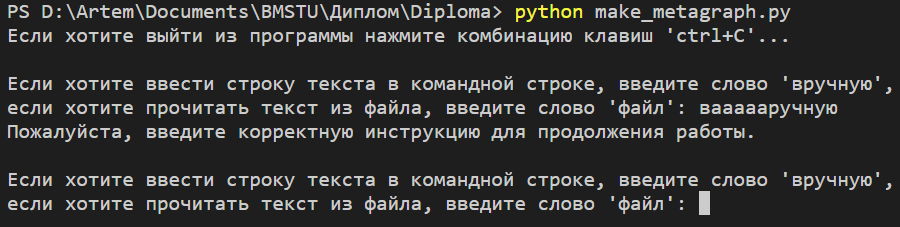 PS D:\Artem\Documents\BMSTU\Диплом\Diploma> python make_metagraph.py
Если хотите выйти из программы нажмите комбинацию клавиш 'ctrl+C'...
Если хотите ввести строку текста в командной строке, введите слово 'вручную',
если хотите прочитать текст из файла, введите слово 'файл': ваааааручную
Пожалуйста, введите корректную инструкцию для продолжения работы.
Если хотите ввести строку текста в командной строке, введите слово 'вручную',
если хотите прочитать текст из файла, введите слово 'файл':